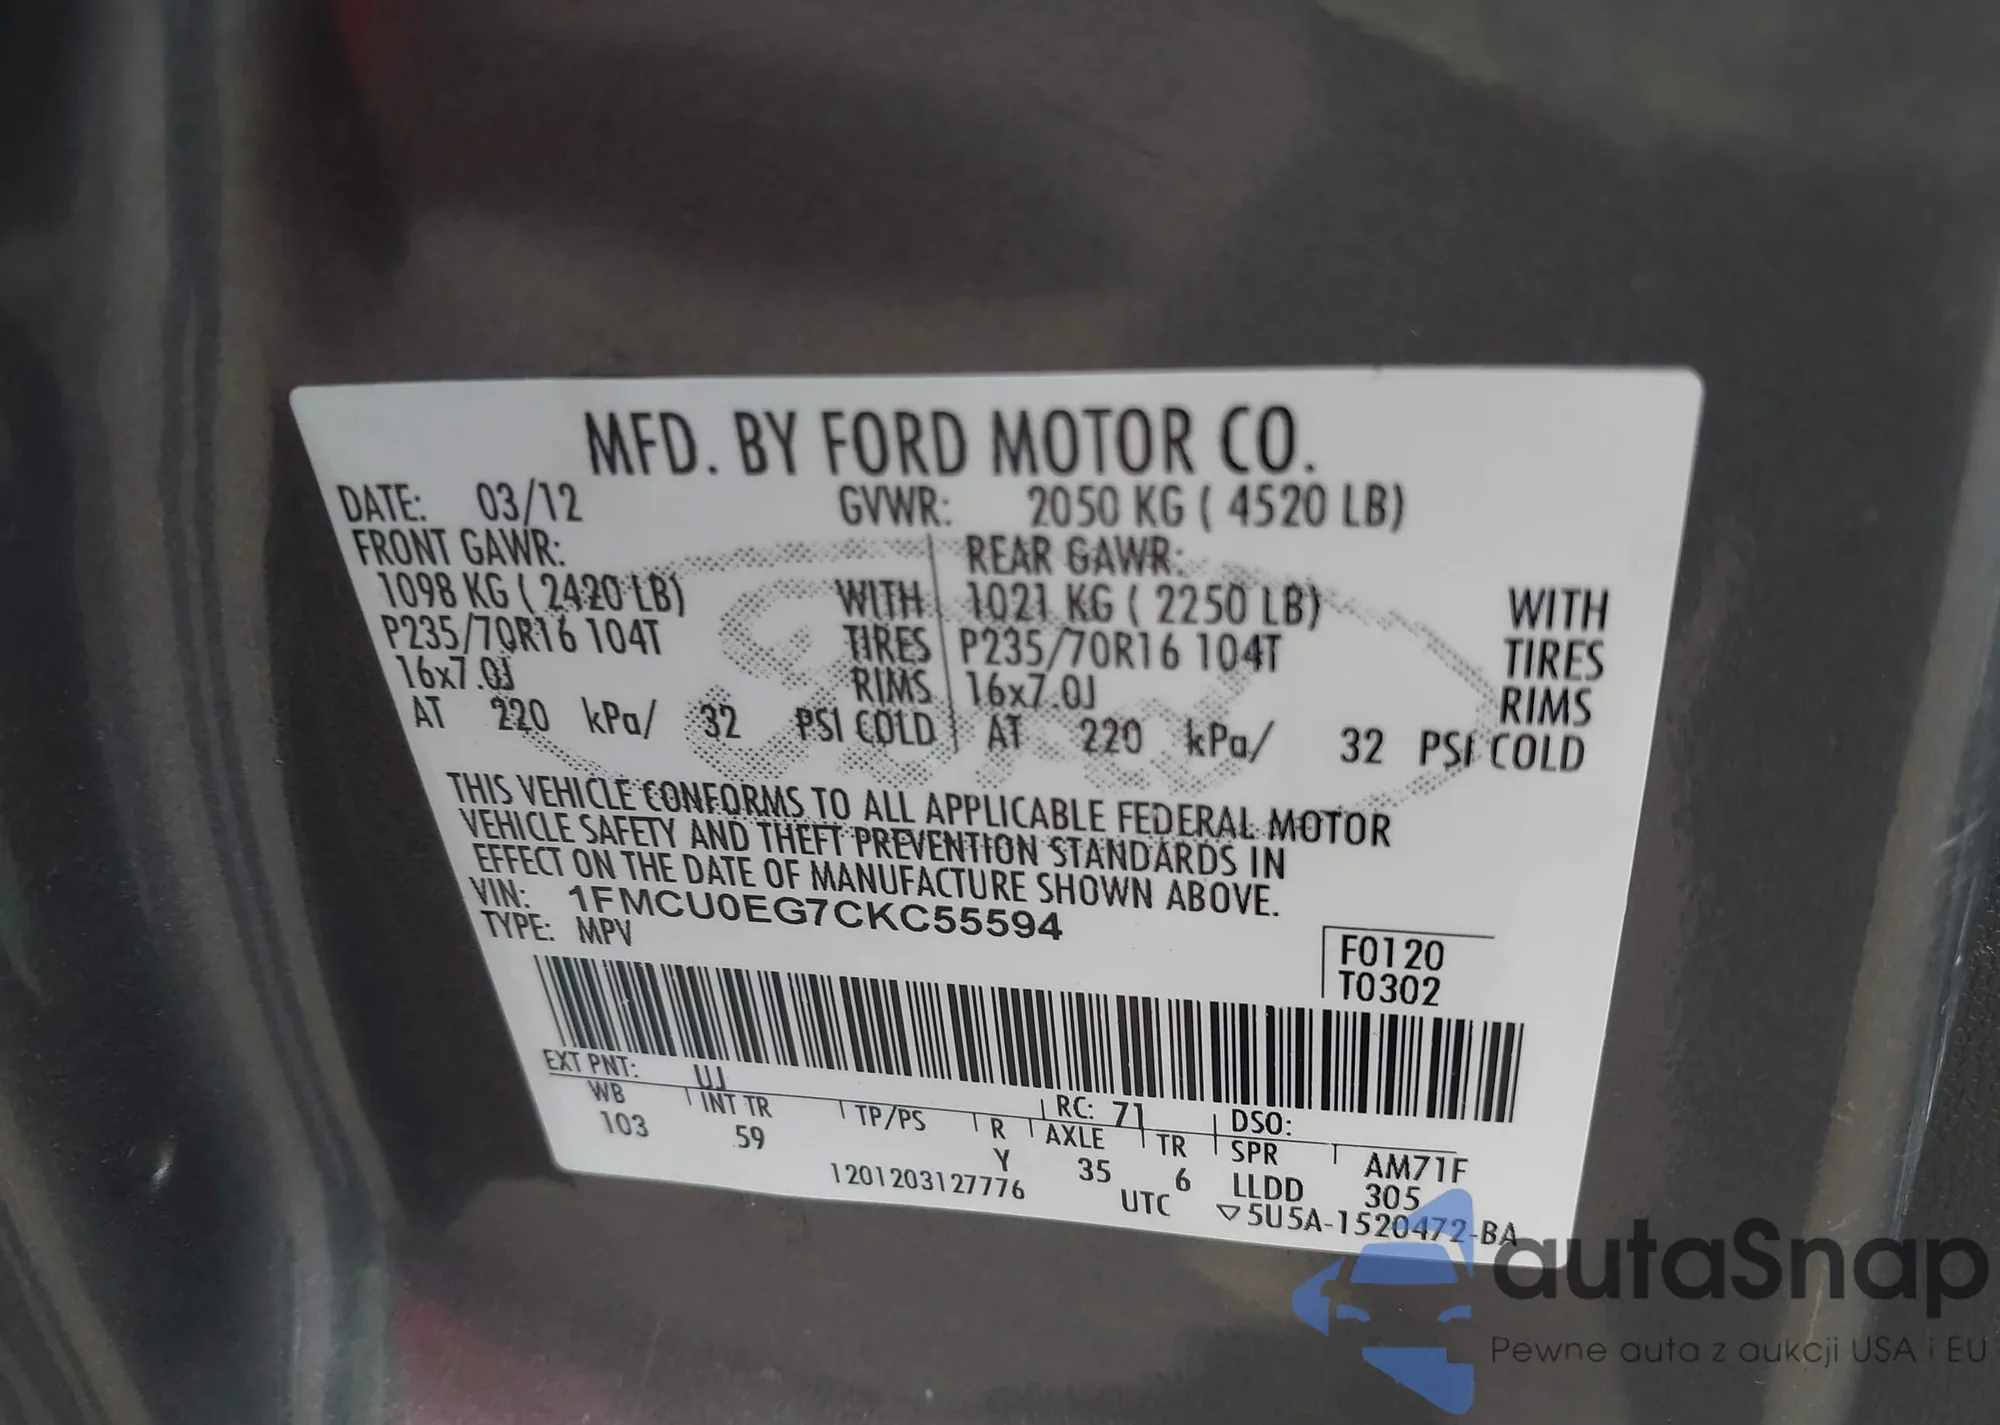 MFD. BY FORD MOTOR CO.
DATE: 03/12 GVWR: 2050 KG ( 4520 LB)
FRONT GAWR: REAR GAWR:
1098 KG ( 2420 LB) WITH 1021 KG ( 2250 LB) WITH
P235/70R16 104T TIRES P235/70R16 104T TIRES
16x7.0J RIMS 16x7.0J RIMS
AT 220 kPa/ 32 PSI COLD AT 220 kPa/ 32 PSI COLD
THIS VEHICLE CONFORMS TO ALL APPLICABLE FEDERAL MOTOR
VEHICLE SAFETY AND THEFT PREVENTION STANDARDS IN
EFFECT ON THE DATE OF MANUFACTURE SHOWN ABOVE.
VIN: 1FMCU0EG7CKC55594
TYPE: MPV
F0120
T0302
EXT PNT: UJ RC: 71 DSO:
WB INT TR TP/PS R AXLE TR SPR AM71F
103 59 Y 35 6 LLDD 305
1201203127776 UTC ▽5U5A-1520472-BA
autaSnap
Pewne auta z aukcji USA i EU